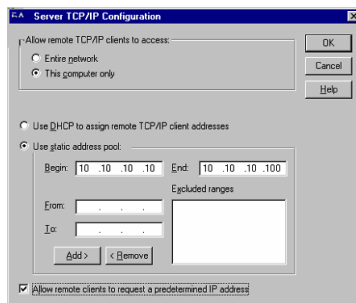 Server TCP/IP Configuration
Allow remote TCP/IP clients to access:
Entire network
This computer only
OK
Cancel
Help
Use DHCP to assign remote TCP/IP client addresses
Use static address pool:
Begin: 10 .10 .10 .10 End: 10 .10 .10 .100
Excluded ranges
From: . . .
To: . . .
Add > < Remove
Allow remote clients to request a predetermined IP address